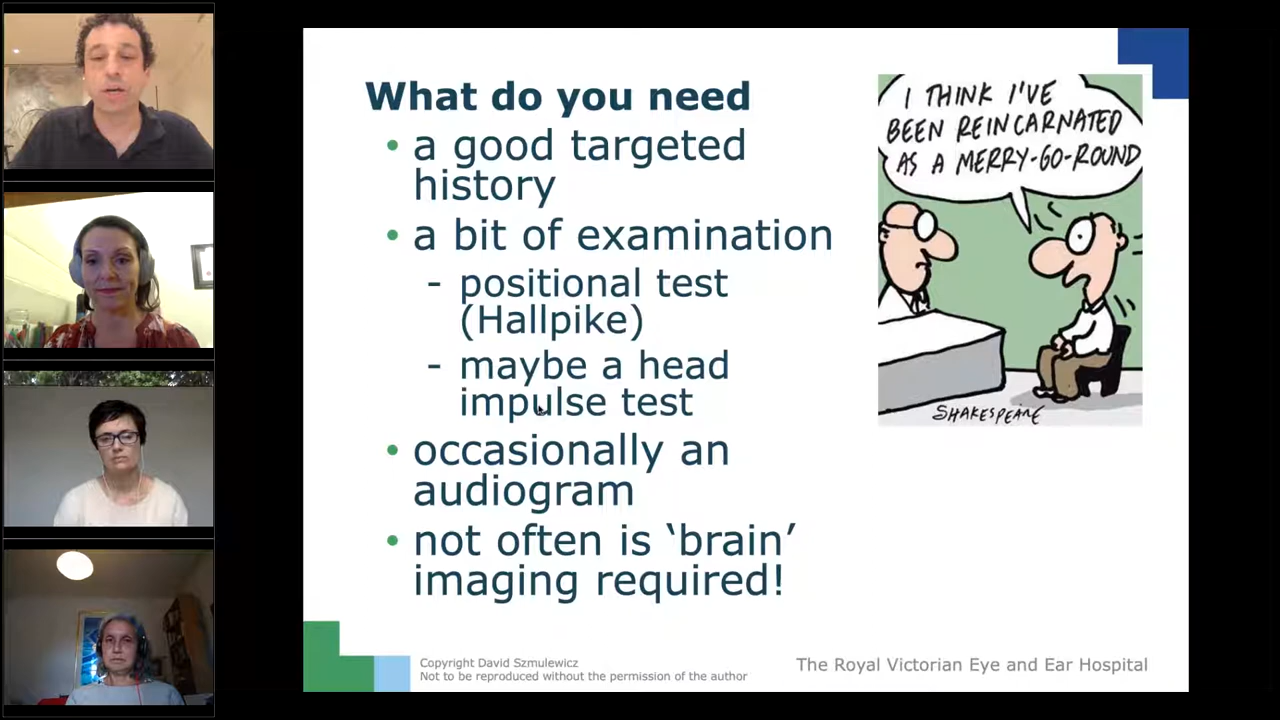 What do you need
• a good targeted
history
• a bit of examination
- positional test
(Hallpike)
- maybe a head
impulse test
• occasionally an
audiogram
• not often is ‘brain’
imaging required!
I THINK I'VE
BEEN REINCARNATED
AS A MERRY-GO-ROUND
SHAKESPEARE
Copyright David Szmulewicz
Not to be reproduced without the permission of the author
The Royal Victorian Eye and Ear Hospital